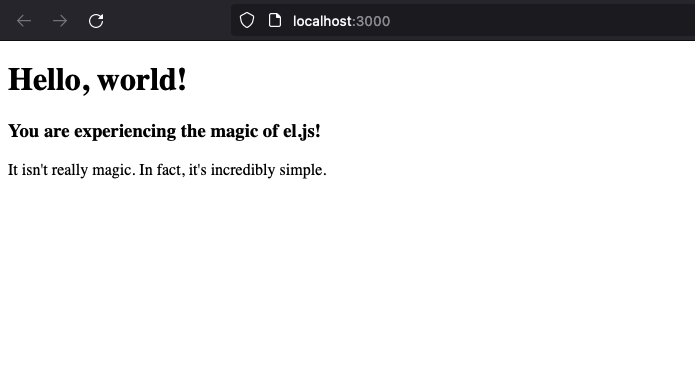 localhost:3000
Hello, world!
You are experiencing the magic of el.js!
It isn't really magic. In fact, it's incredibly simple.